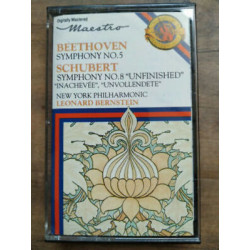 (Digitally Mastered)
Maestro
BEETHOVEN
SYMPHONY NO.5
SCHUBERT
SYMPHONY NO.8 "UNFINISHED"
"INACHEVÉE", "UNVOLLENDETE"
NEW YORK PHILHARMONIC
LEONARD BERNSTEIN